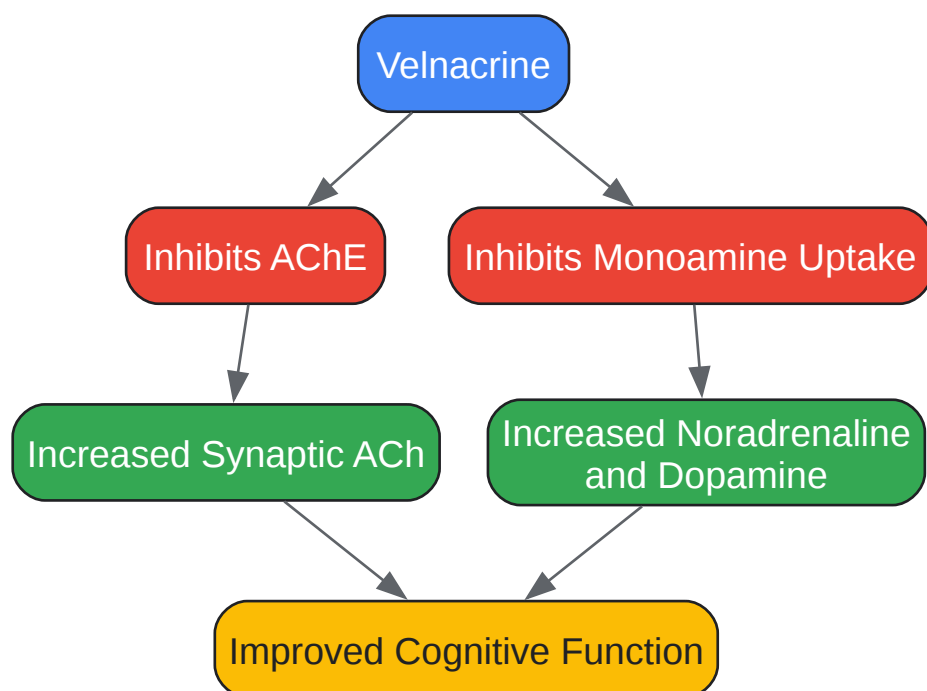 Velnacrine
Inhibits AChE
Inhibits Monoamine Uptake
Increased Synaptic ACh
Increased Noradrenaline
and Dopamine
Improved Cognitive Function